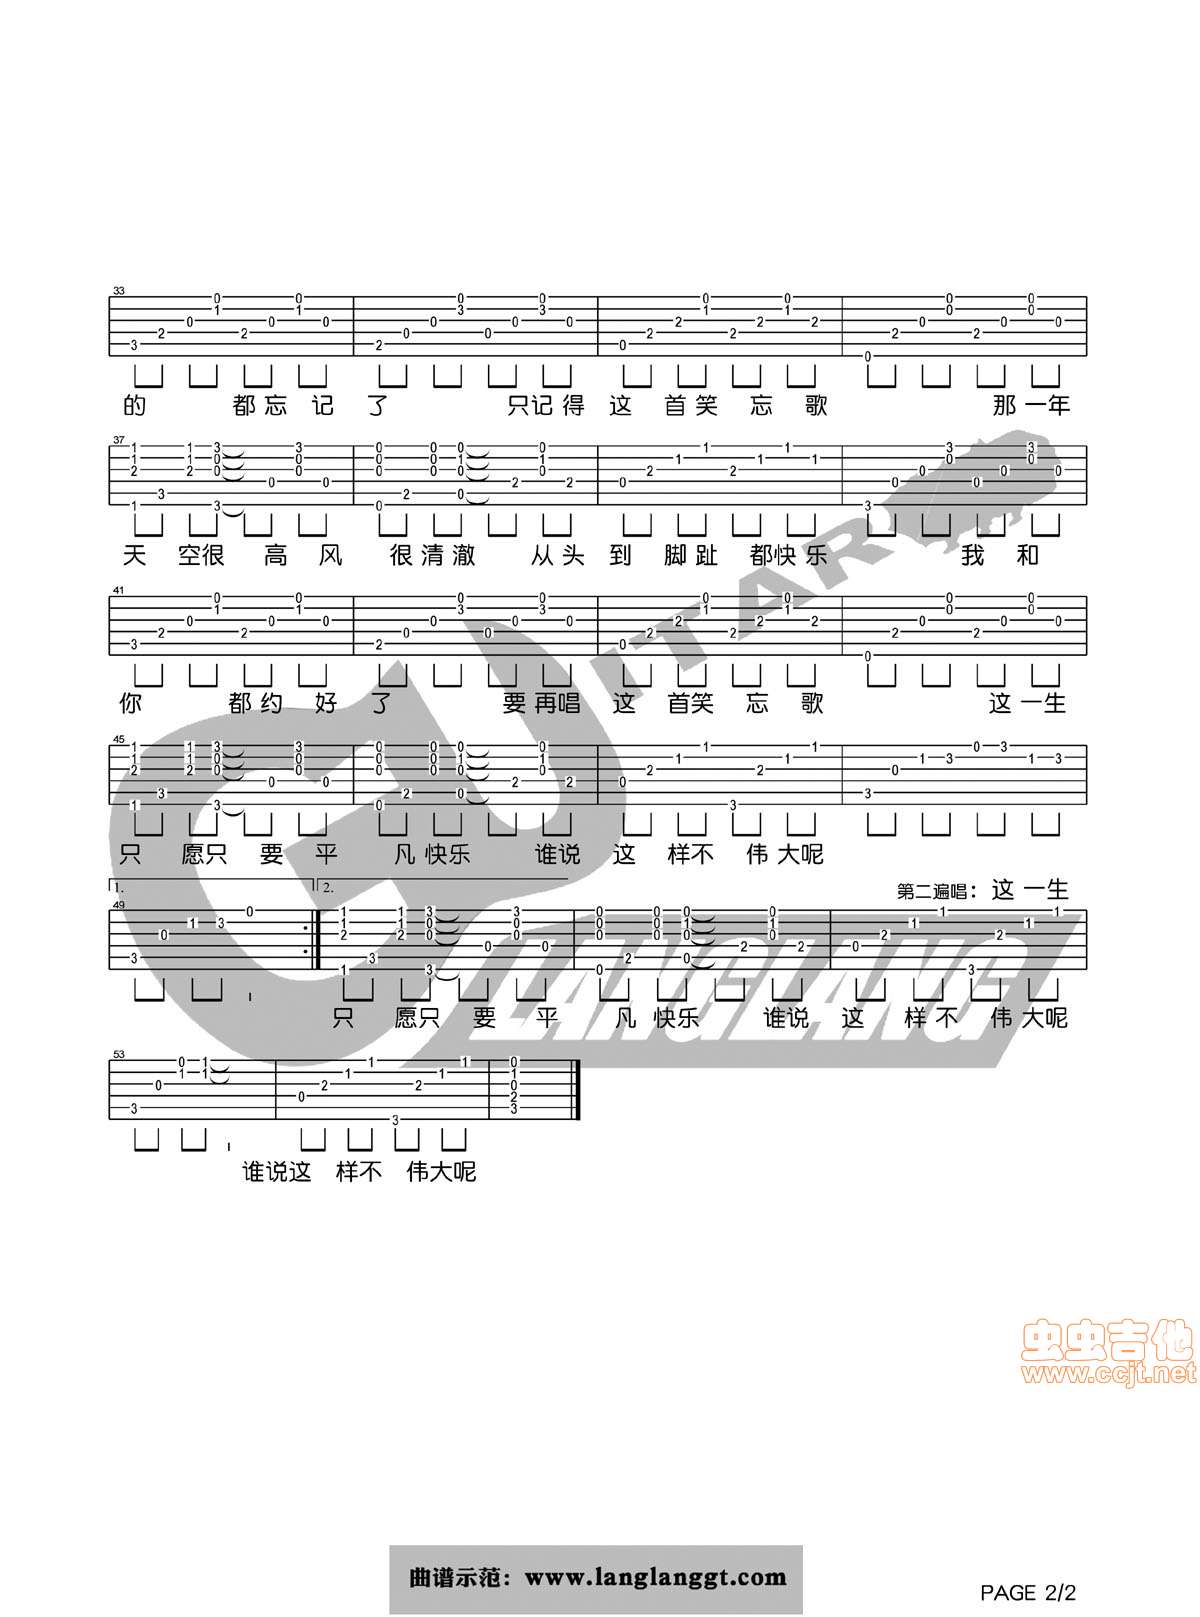 33
的 都忘记了 只记得这首笑忘歌 那一年
37
天空很高风很清澈 从头到脚趾都快乐 我和
41
你 都约好了 要再唱这首笑忘歌 这一生
45
只愿只要平凡快乐 谁说这样不伟大呢
1. 2. 第二遍唱：这一生
49
只愿只要平凡快乐 谁说这样不伟大呢
53
谁说这样不伟大呢
GUITAR
LANGLANG
虫虫吉他
www.ccjt.net
曲谱示范：www.langlanggt.com
PAGE 2/2